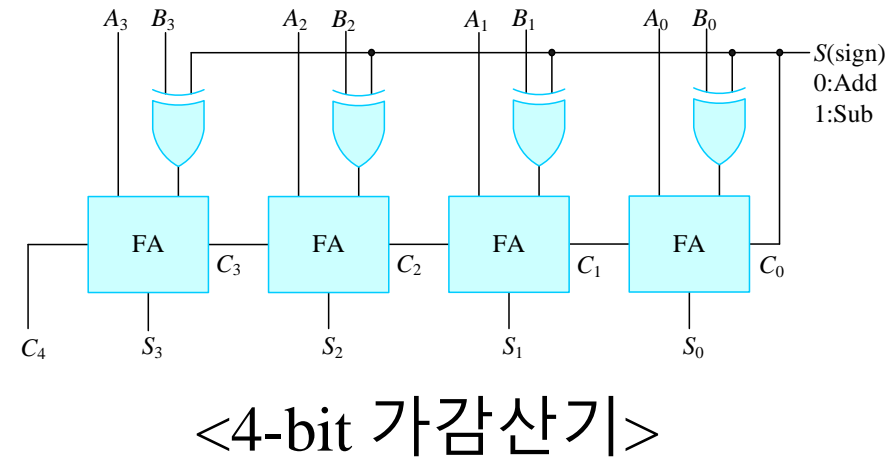 A₃ B₃ A₂ B₂ A₁ B₁ A₀ B₀
S(sign)
0:Add
1:Sub
FA C₃ FA C₂ FA C₁ FA C₀
C₄ S₃ S₂ S₁ S₀
<4-bit 가감산기>